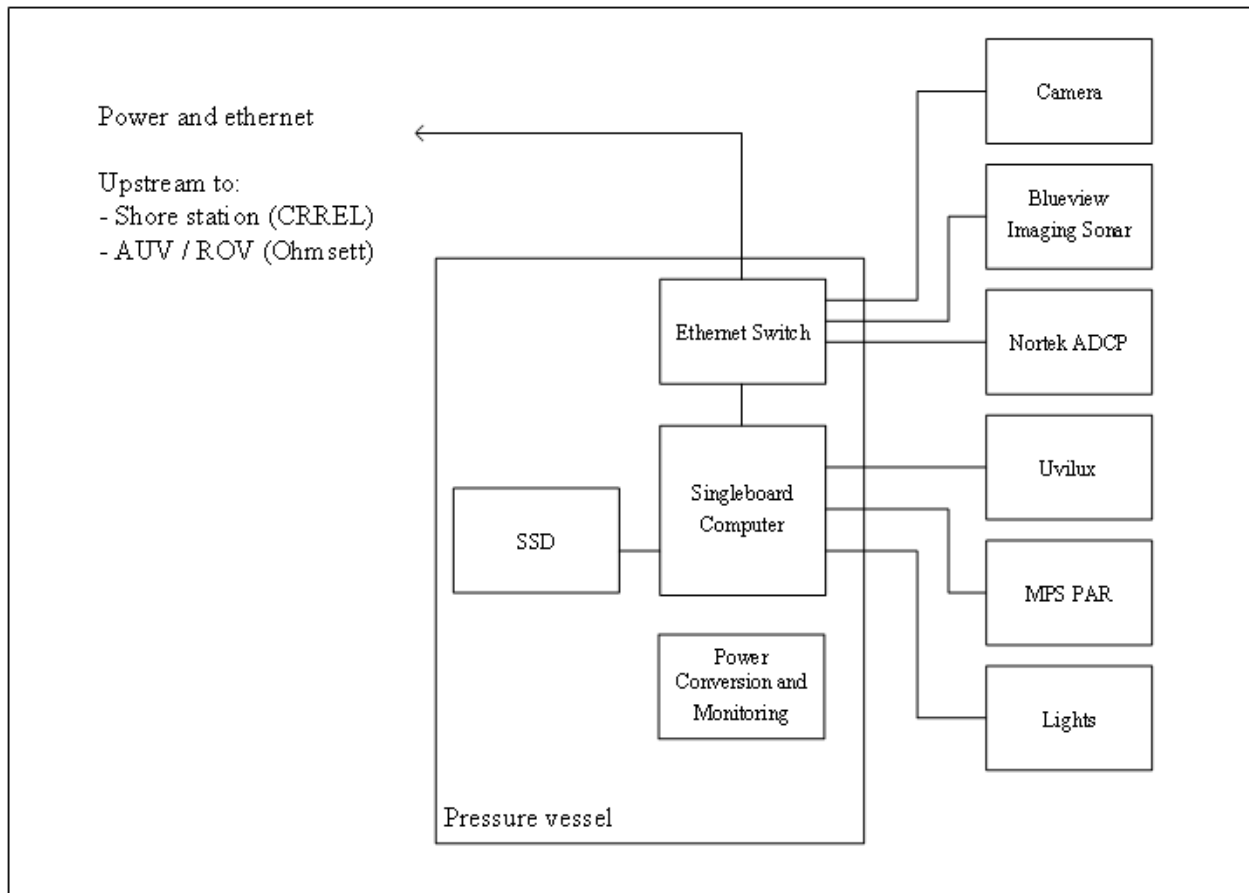 Power and ethernet
Upstream to:
- Shore station (CRREL)
- AUV / ROV (Ohmsett)
Camera
Blueview
Imaging Sonar
Ethernet Switch
Nortek ADCP
Singleboard
Computer
Uvilux
SSD
MPS PAR
Power
Conversion and
Monitoring
Lights
Pressure vessel